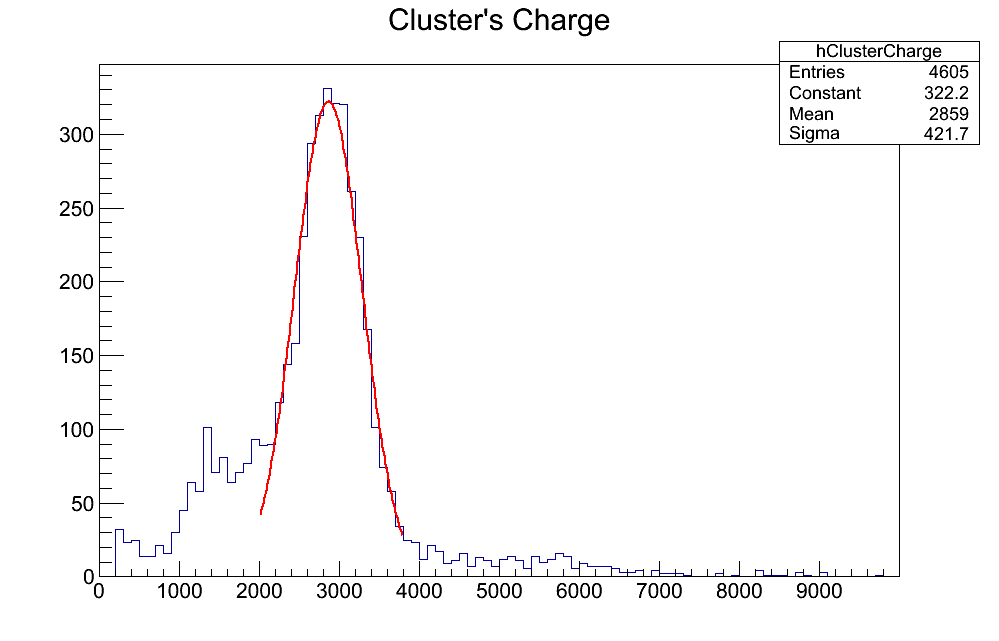 Cluster's Charge
hClusterCharge
Entries 4605
Constant 322.2
Mean 2859
Sigma 421.7
300
250
200
150
100
50
0
0 1000 2000 3000 4000 5000 6000 7000 8000 9000